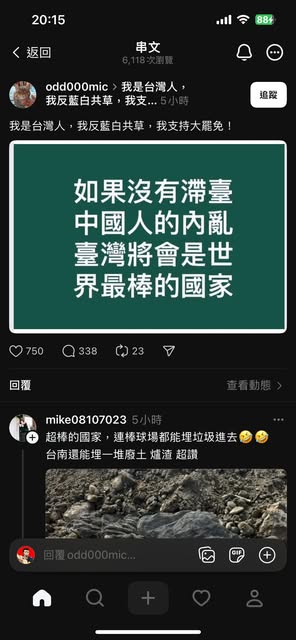 20:15
88
返回
串文
6,118次瀏覽
odd000mic > 我是台灣人，
我反藍白共草，我支... 5小時
追蹤
我是台灣人，我反藍白共草，我支持大罷免！
如果沒有滯臺
中國人的內亂
臺灣將會是世
界最棒的國家
750 338 23
回覆
查看動態 >
mike08107023 5小時
超棒的國家，連棒球場都能埋垃圾進去🤣🤣
台南還能埋一堆廢土 爐渣 超讚
回覆 odd000mic...
GIF